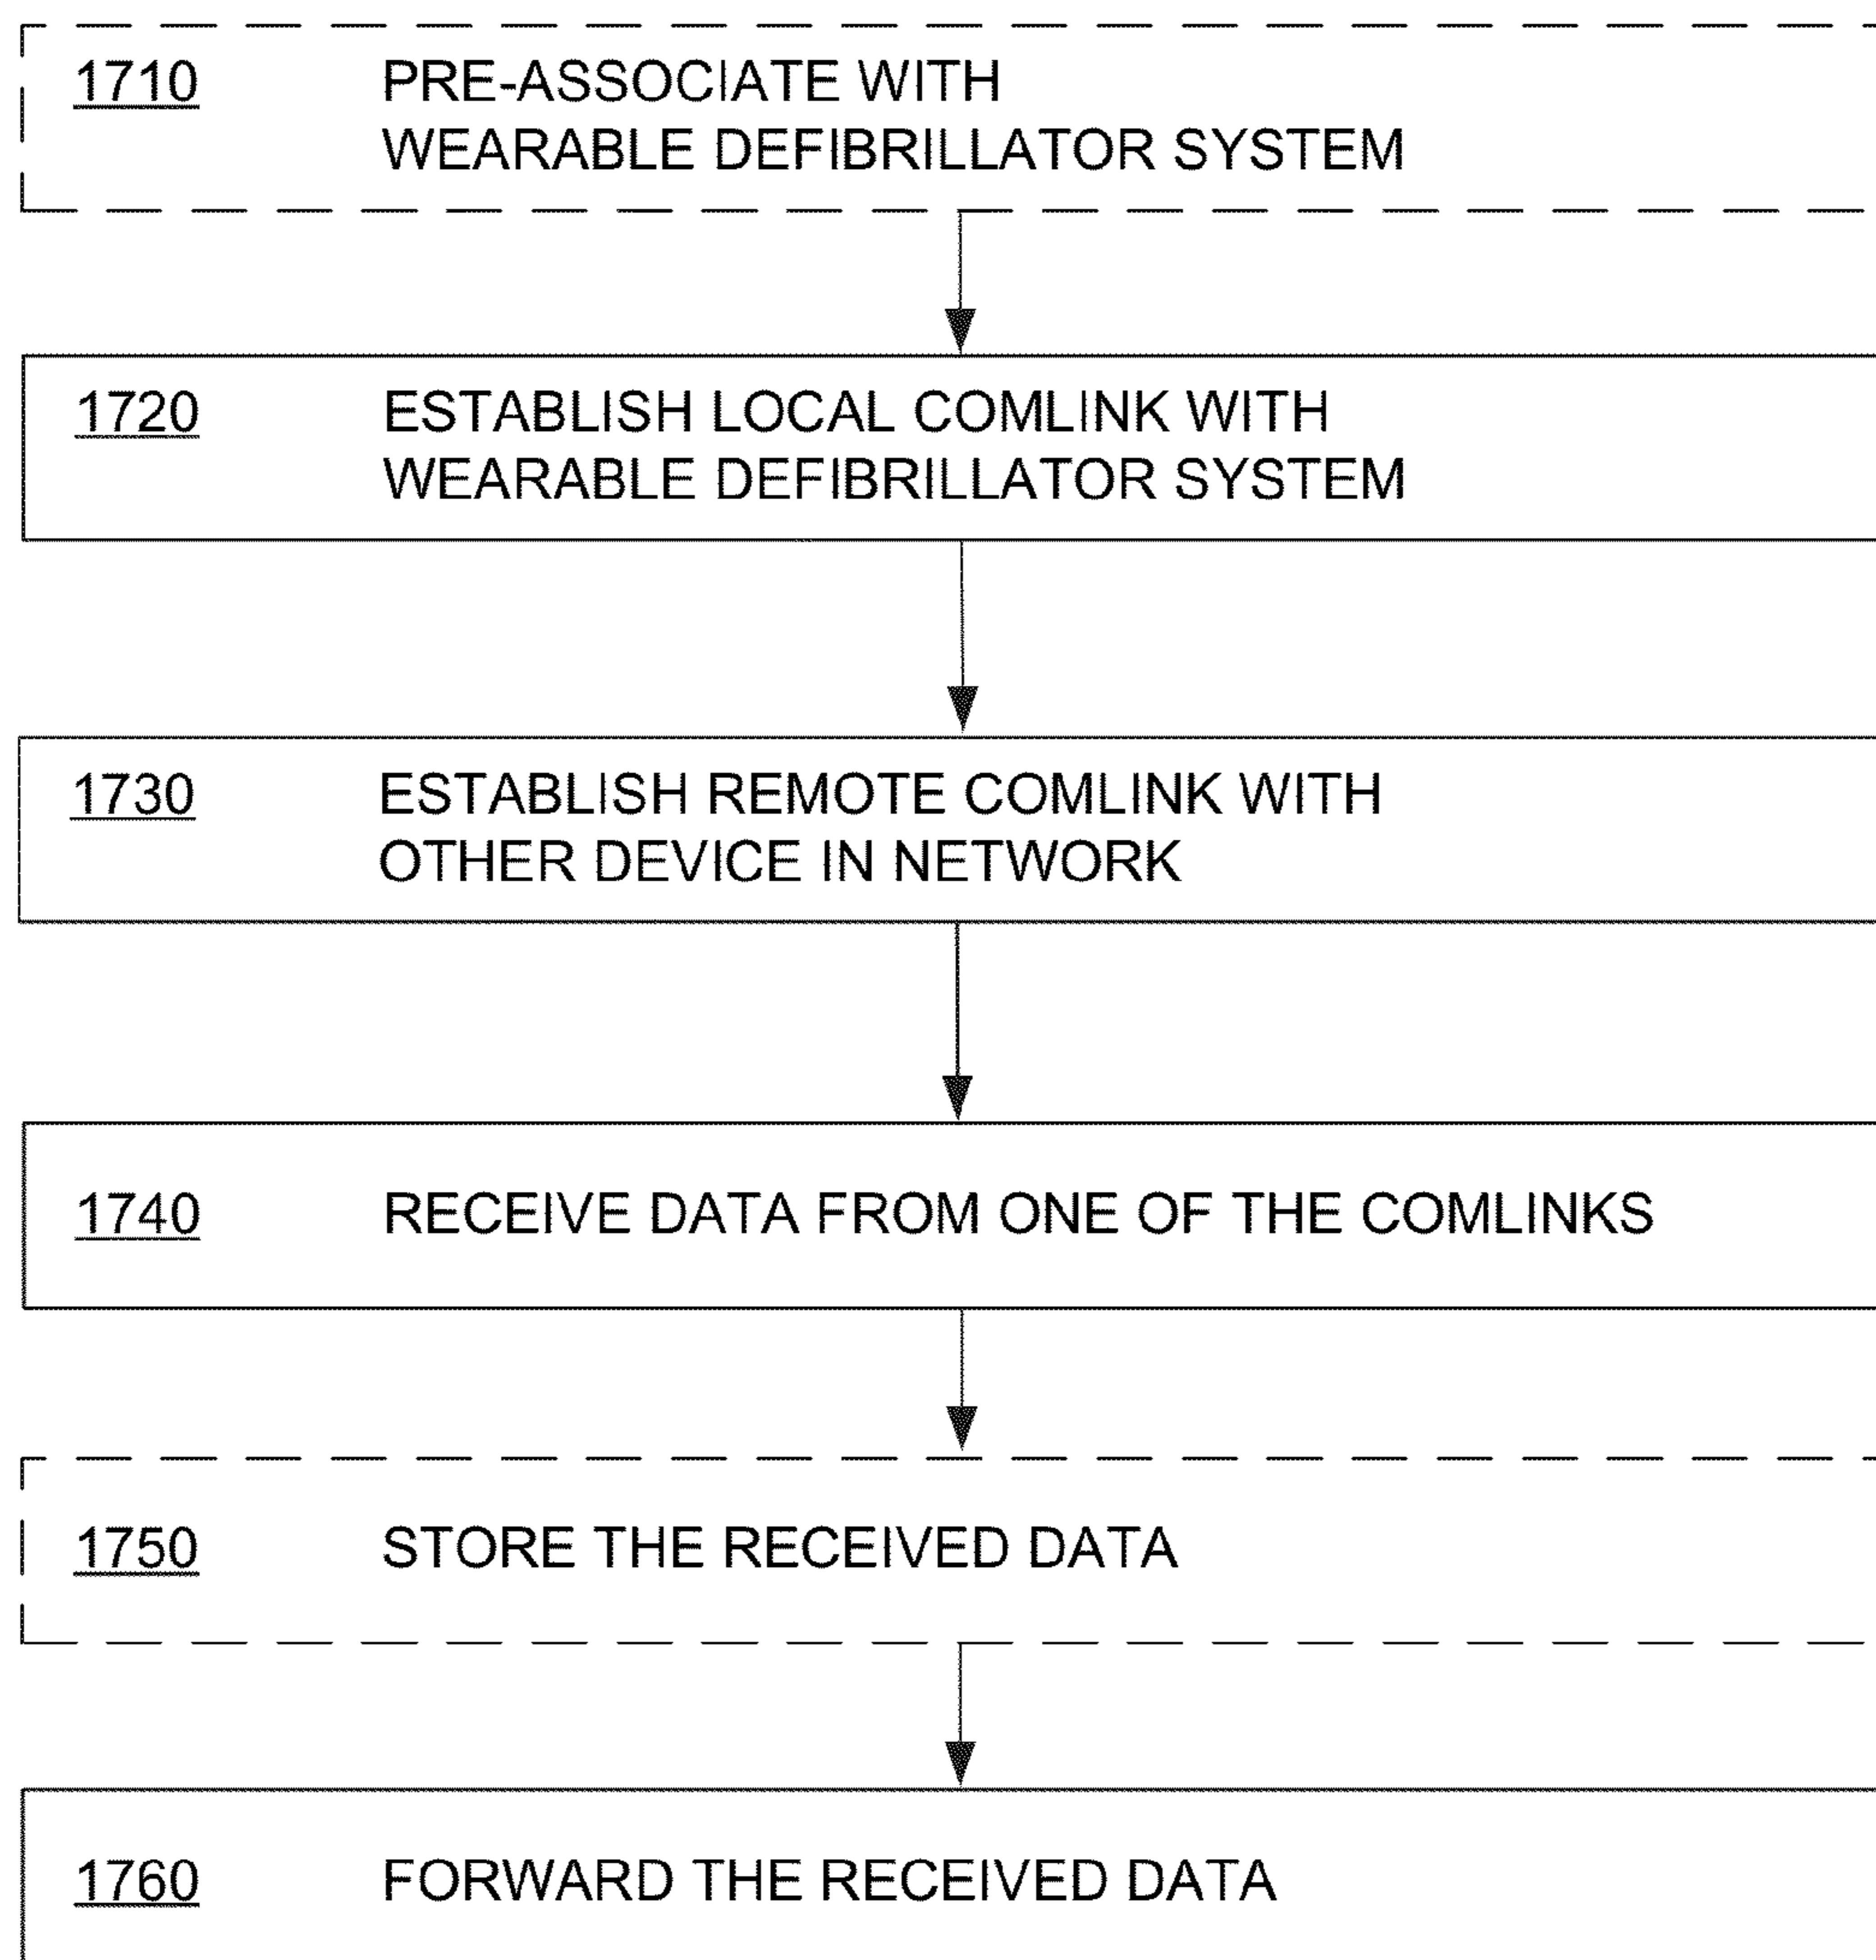 1710 PRE-ASSOCIATE WITH
WEARABLE DEFIBRILLATOR SYSTEM
1720 ESTABLISH LOCAL COMLINK WITH
WEARABLE DEFIBRILLATOR SYSTEM
1730 ESTABLISH REMOTE COMLINK WITH
OTHER DEVICE IN NETWORK
1740 RECEIVE DATA FROM ONE OF THE COMLINKS
1750 STORE THE RECEIVED DATA
1760 FORWARD THE RECEIVED DATA